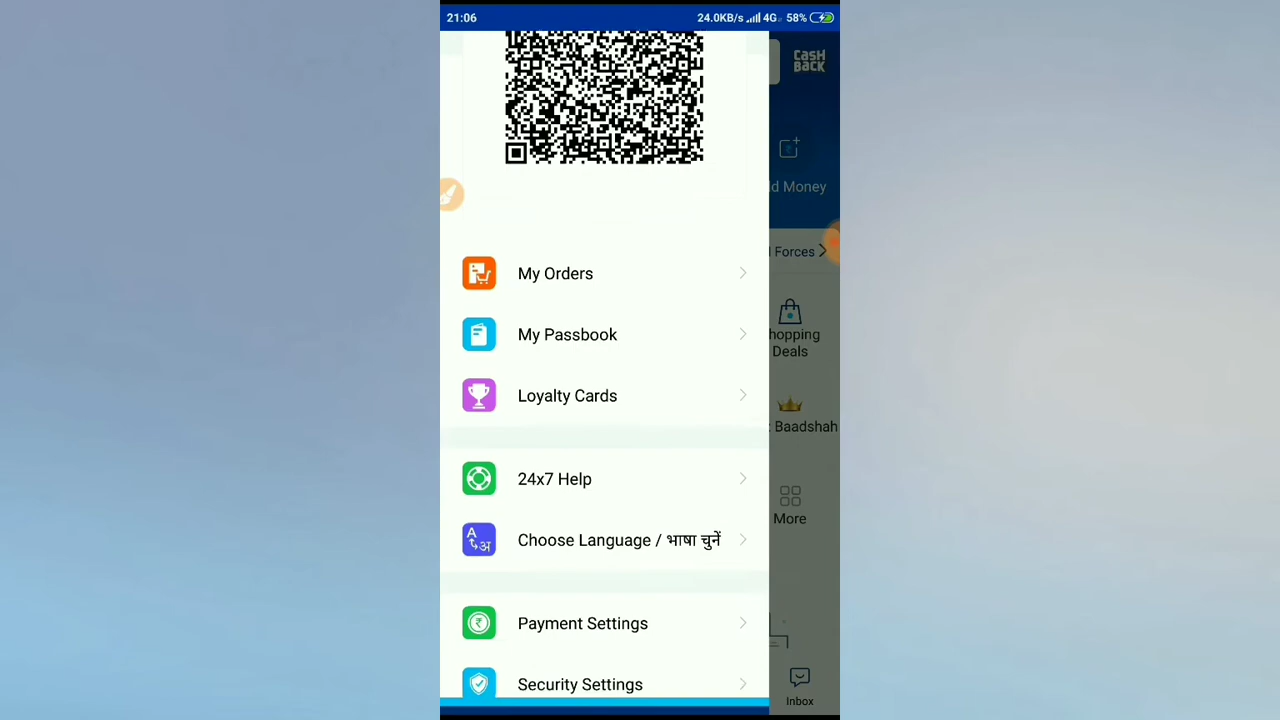 21:06
24.0KB/s 4G 58%
CASH
BACK
d Money
Forces
My Orders
My Passbook
hopping
Deals
Loyalty Cards
Baadshah
24x7 Help
More
Choose Language / भाषा चुनें
Payment Settings
Security Settings
Inbox